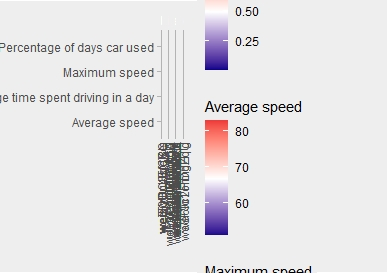 0.50
Percentage of days car used
0.25
Maximum speed
ge time spent driving in a day
Average speed
Average speed
80
70
60
Maximum speed